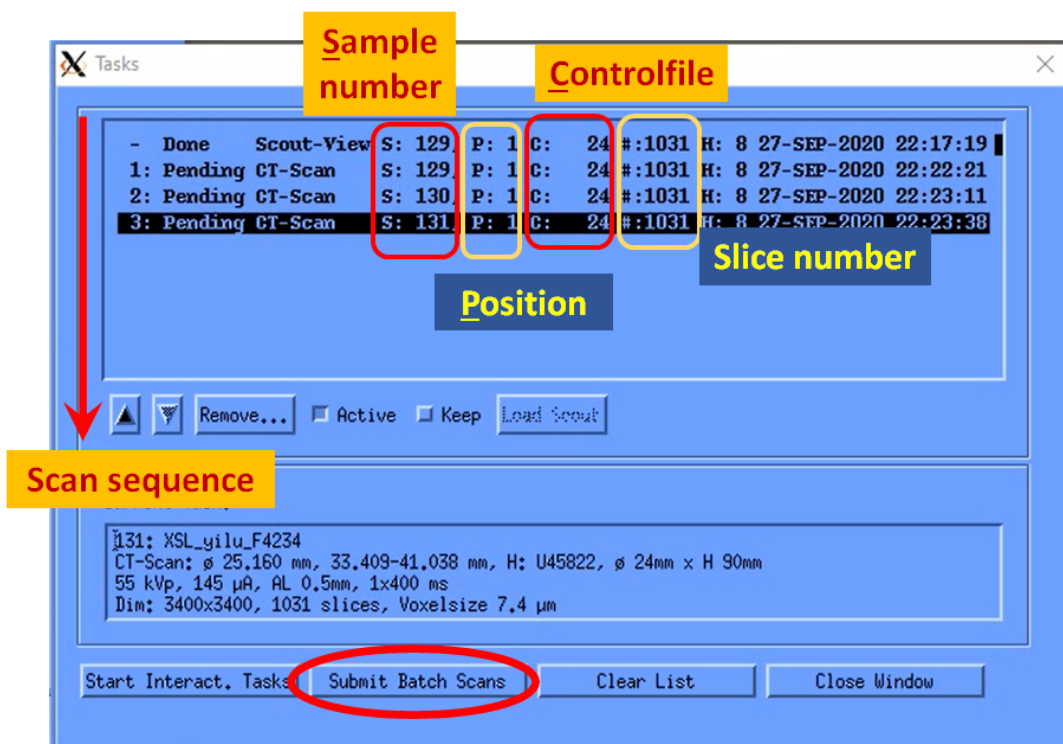 Sample
number
Controlfile
Tasks
- Done Scout-View S: 129, P: 1 C: 24 #:1031 H: 8 27-SEP-2020 22:17:19
1: Pending CT-Scan S: 129, P: 1 C: 24 #:1031 H: 8 27-SEP-2020 22:22:21
2: Pending CT-Scan S: 130, P: 1 C: 24 #:1031 H: 8 27-SEP-2020 22:23:11
3: Pending CT-Scan S: 131, P: 1 C: 24 #:1031 H: 8 27-SEP-2020 22:23:38
Slice number
Position
Remove... Active Keep Load Scout
Scan sequence
131: XSL_yilu_F4234
CT-Scan: ø 25.160 mm, 33.409-41.038 mm, H: U45822, ø 24mm x H 90mm
55 kVp, 145 µA, AL 0.5mm, 1x400 ms
Dim: 3400x3400, 1031 slices, Voxelsize 7.4 µm
Start Interact. Tasks Submit Batch Scans Clear List Close Window